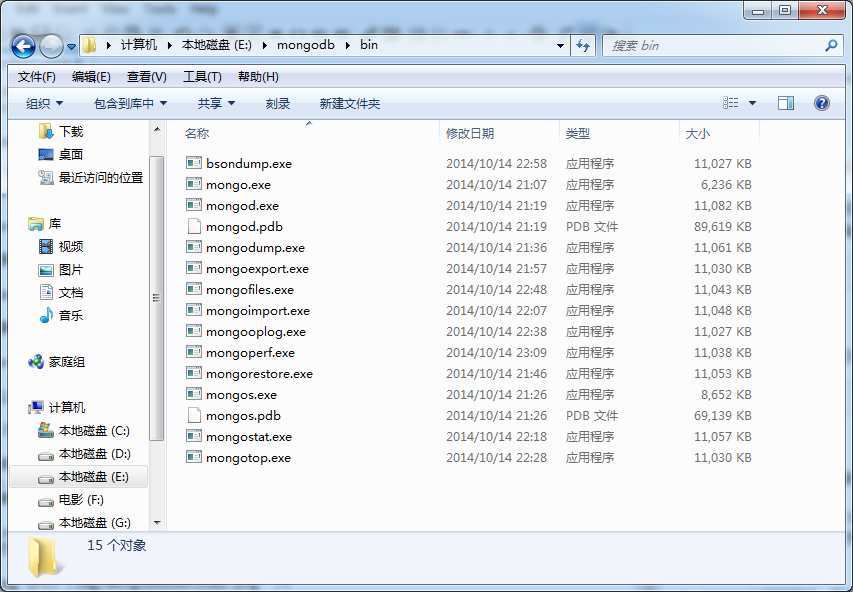 计算机 本地磁盘 (E:) mongodb bin 搜索 bin
文件(F) 编辑(E) 查看(V) 工具(T) 帮助(H)
组织 包含到库中 共享 刻录 新建文件夹
下载
桌面
最近访问的位置
库
视频
图片
文档
音乐
家庭组
计算机
本地磁盘 (C:)
本地磁盘 (D:)
本地磁盘 (E:)
电影 (F:)
本地磁盘 (G:)
名称 修改日期 类型 大小
bsondump.exe 2014/10/14 22:58 应用程序 11,027 KB
mongo.exe 2014/10/14 21:07 应用程序 6,236 KB
mongod.exe 2014/10/14 21:19 应用程序 11,082 KB
mongod.pdb 2014/10/14 21:19 PDB 文件 89,619 KB
mongodump.exe 2014/10/14 21:36 应用程序 11,061 KB
mongoexport.exe 2014/10/14 21:57 应用程序 11,030 KB
mongofiles.exe 2014/10/14 22:48 应用程序 11,043 KB
mongoimport.exe 2014/10/14 22:07 应用程序 11,048 KB
mongooplog.exe 2014/10/14 22:38 应用程序 11,027 KB
mongoperf.exe 2014/10/14 23:09 应用程序 11,038 KB
mongorestore.exe 2014/10/14 21:46 应用程序 11,053 KB
mongos.exe 2014/10/14 21:26 应用程序 8,652 KB
mongos.pdb 2014/10/14 21:26 PDB 文件 69,139 KB
mongostat.exe 2014/10/14 22:18 应用程序 11,057 KB
mongotop.exe 2014/10/14 22:28 应用程序 11,030 KB
15 个对象